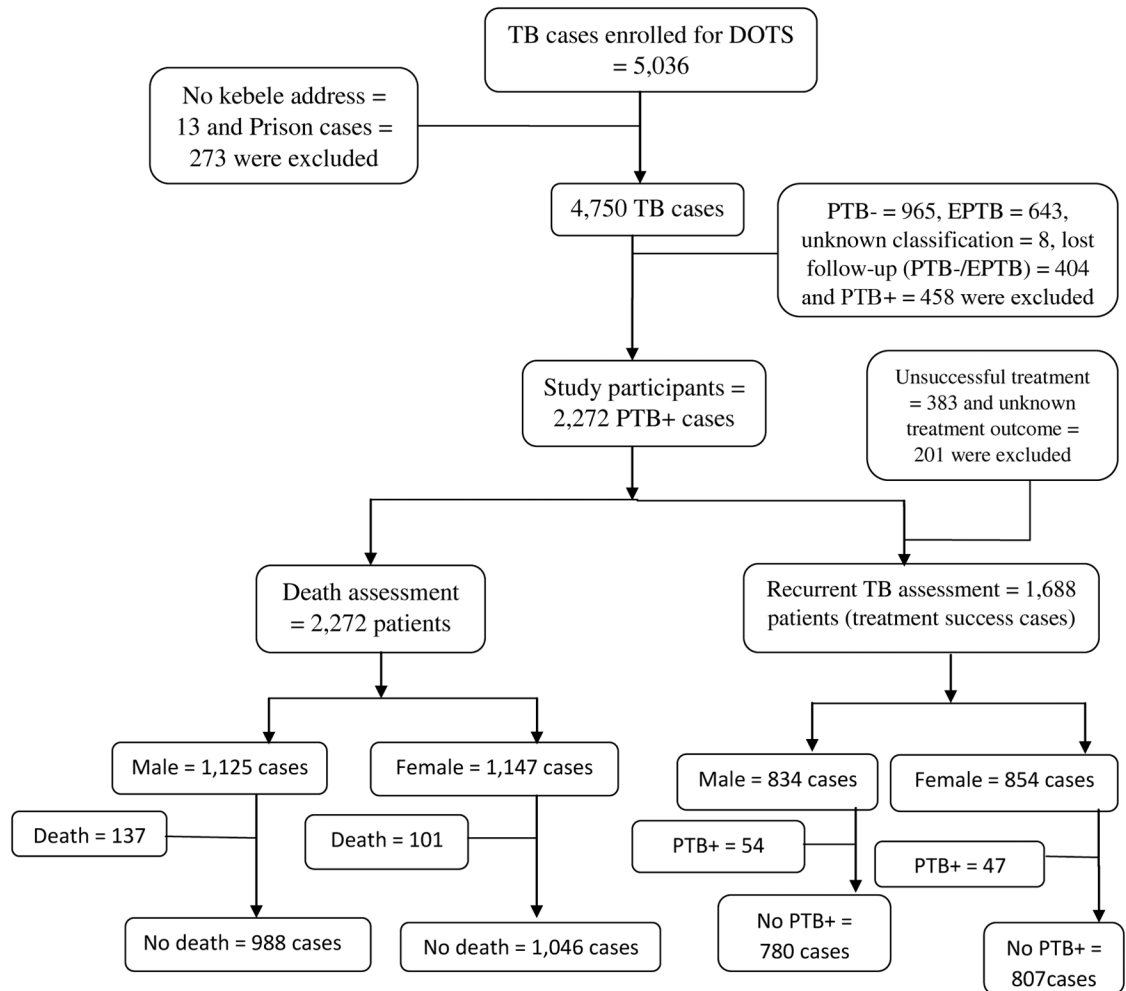 TB cases enrolled for DOTS
= 5,036
No kebele address =
13 and Prison cases =
273 were excluded
4,750 TB cases
PTB- = 965, EPTB = 643,
unknown classification = 8, lost
follow-up (PTB-/EPTB) = 404
and PTB+ = 458 were excluded
Study participants =
2,272 PTB+ cases
Unsuccessful treatment
= 383 and unknown
treatment outcome =
201 were excluded
Death assessment
= 2,272 patients
Recurrent TB assessment = 1,688
patients (treatment success cases)
Male = 1,125 cases
Female = 1,147 cases
Male = 834 cases
Female = 854 cases
Death = 137
Death = 101
PTB+ = 54
PTB+ = 47
No death = 988 cases
No death = 1,046 cases
No PTB+ =
780 cases
No PTB+ =
807cases